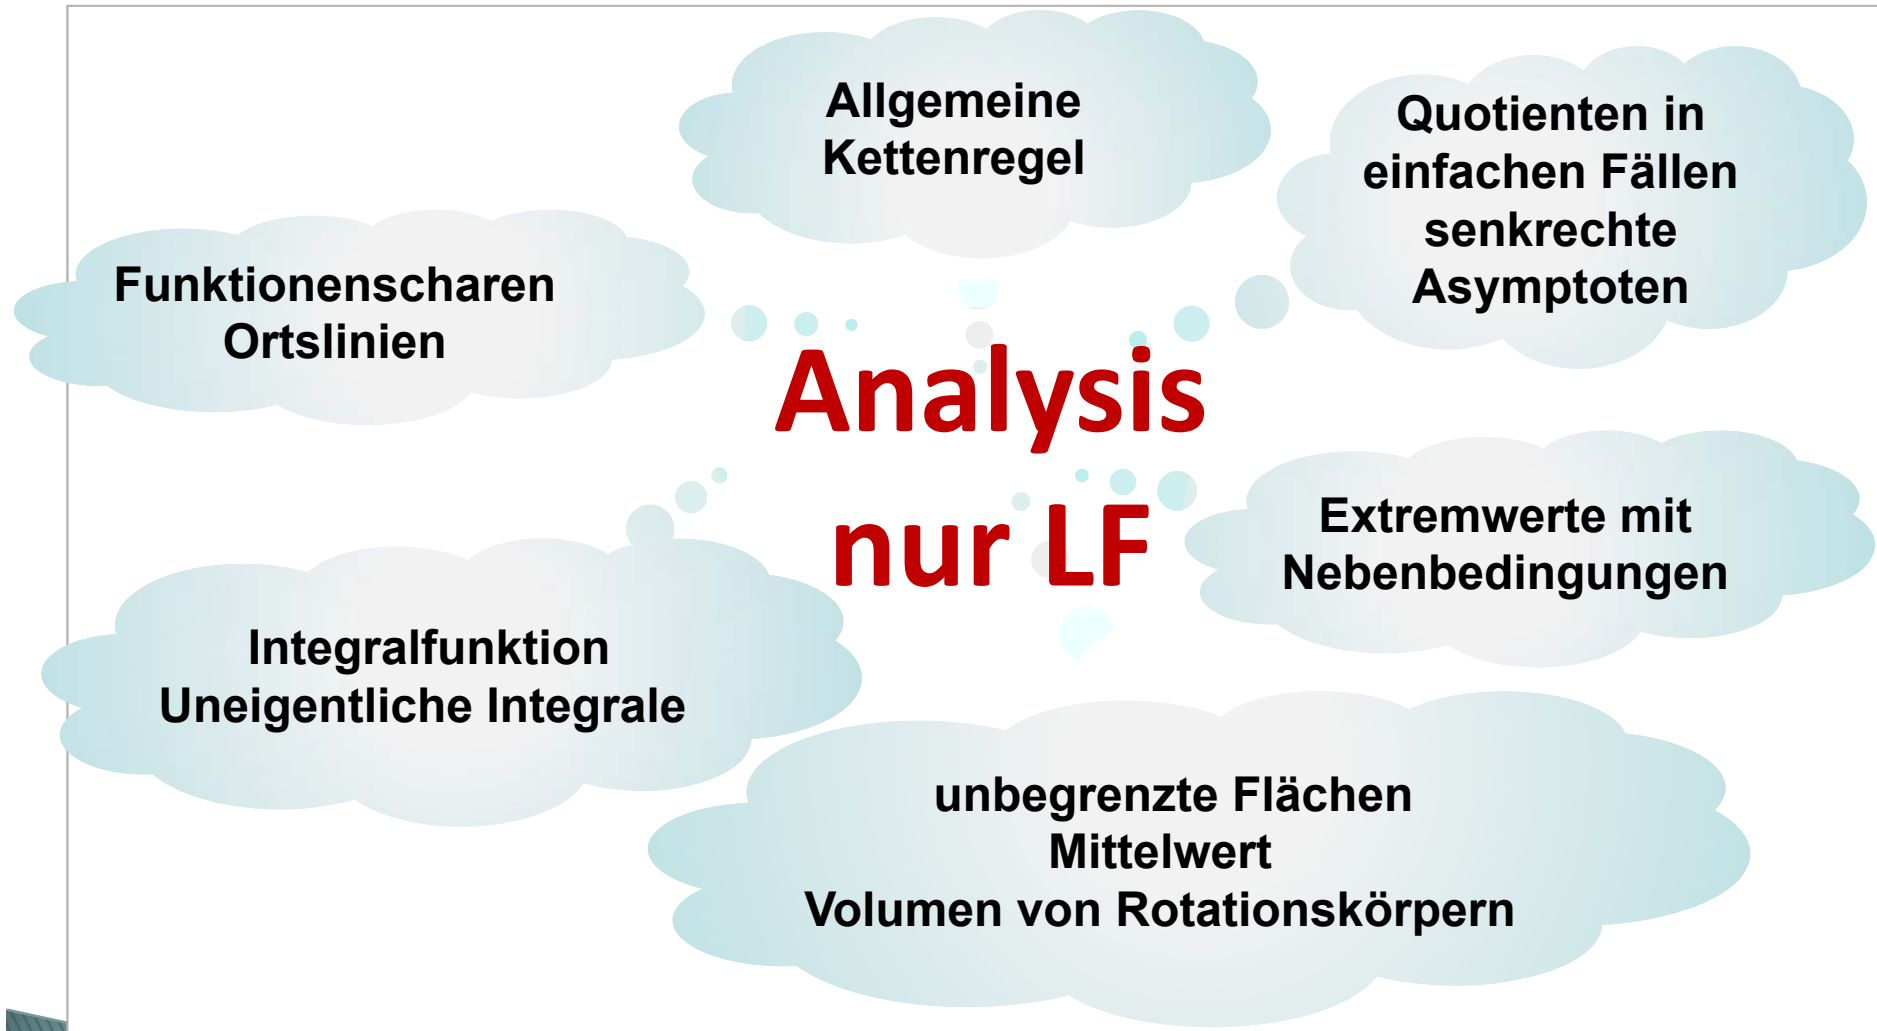 Allgemeine
Kettenregel
Quotienten in
einfachen Fällen
senkrechte
Asymptoten
Funktionenscharen
Ortslinien
Analysis
nur LF
Extremwerte mit
Nebenbedingungen
Integralfunktion
Uneigentliche Integrale
unbegrenzte Flächen
Mittelwert
Volumen von Rotationskörpern